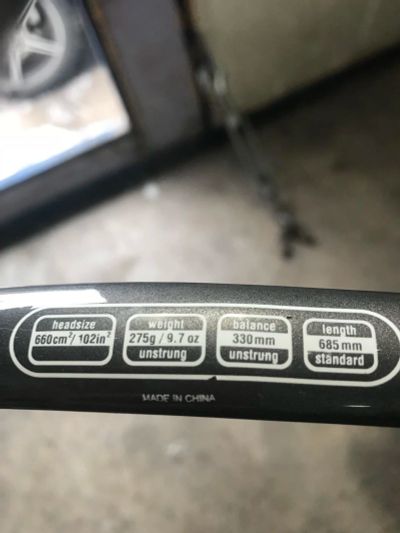 headsize
660cm²/102in²
weight
275g/9.7 oz
unstrung
balance
330mm
unstrung
length
685mm
standard
MADE IN CHINA